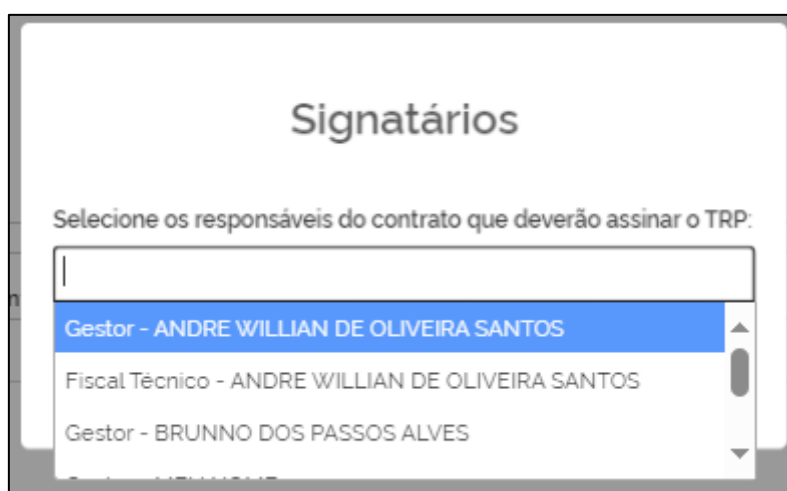 Signatários
Selecione os responsáveis do contrato que deverão assinar o TRP:
Gestor - ANDRE WILLIAN DE OLIVEIRA SANTOS
Fiscal Técnico - ANDRE WILLIAN DE OLIVEIRA SANTOS
Gestor - BRUNNO DOS PASSOS ALVES